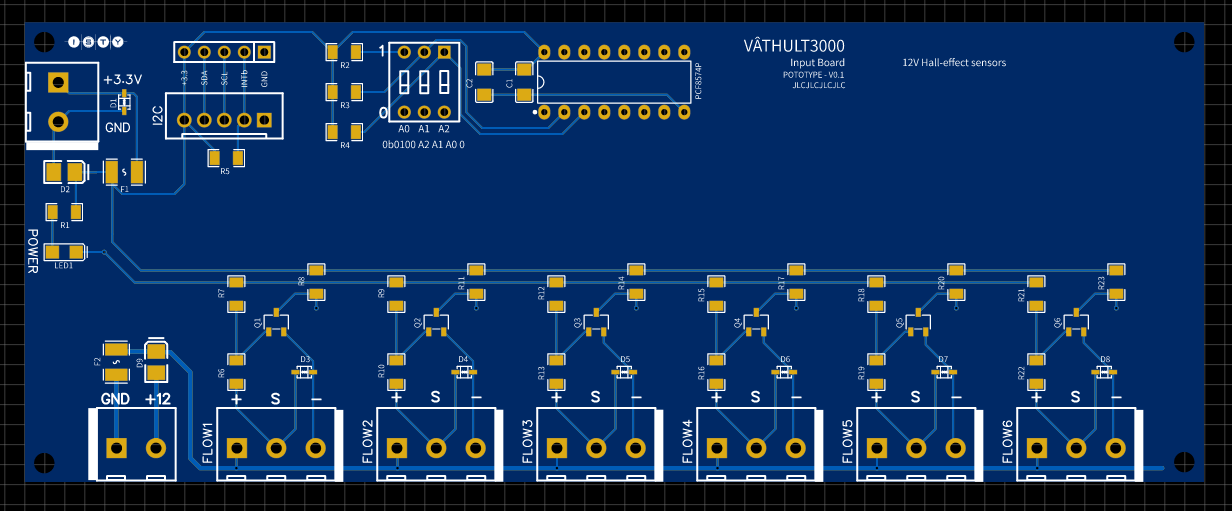 ISTY
+3.3V
D1
GND
+3.3
SDA
SCL
INTb
GND
I2C
R5
R2
R3
R4
1
0
A0 A1 A2
0b0100 A2 A1 A0 0
C2
C1
PCF8574P
VÂTHULT3000
Input Board
POTOTYPE - V0.1
JLCJLCJLCJLC
12V Hall-effect sensors
D2
F1
R1
LED1
POWER
R7
R8
R9
R11
R12
R14
R15
R17
R18
R20
R21
R23
Q1
Q2
Q3
Q4
Q5
Q6
F2
D9
R6
D3
R10
D4
R13
D5
R16
D6
R19
D7
R22
D8
GND +12
+ S −
+ S −
+ S −
+ S −
+ S −
+ S −
FLOW1
FLOW2
FLOW3
FLOW4
FLOW5
FLOW6